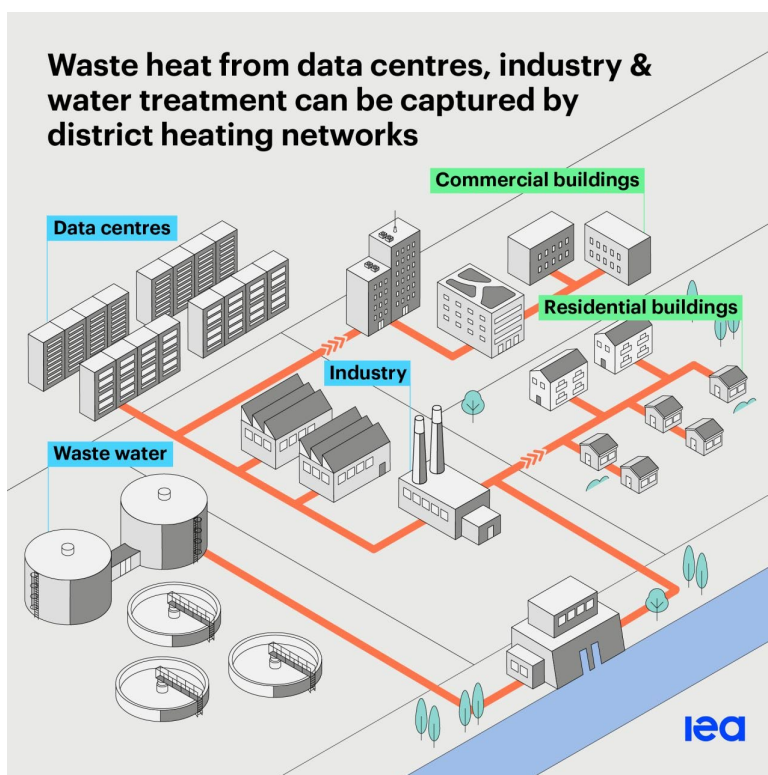 Waste heat from data centres, industry &
water treatment can be captured by
district heating networks
Commercial buildings
Data centres
Residential buildings
Industry
Waste water
iea